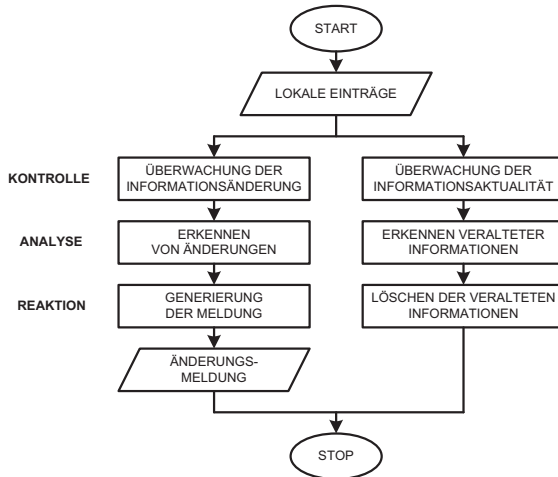 START
LOKALE EINTRÄGE
KONTROLLE
ÜBERWACHUNG DER
INFORMATIONSÄNDERUNG
ÜBERWACHUNG DER
INFORMATIONSAKTUALITÄT
ANALYSE
ERKENNEN
VON ÄNDERUNGEN
ERKENNEN VERALTETER
INFORMATIONEN
REAKTION
GENERIERUNG
DER MELDUNG
LÖSCHEN DER VERALTETEN
INFORMATIONEN
ÄNDERUNGS-
MELDUNG
STOP